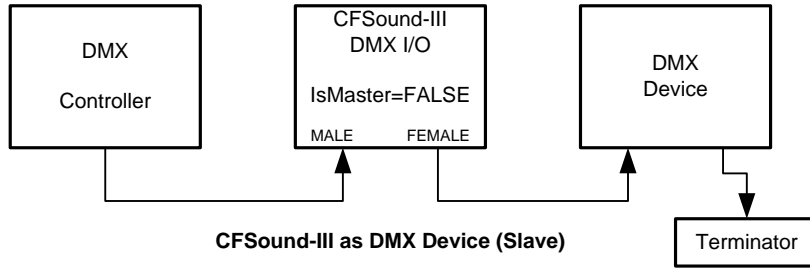 DMX
Controller
CFSound-III
DMX I/O
IsMaster=FALSE
MALE FEMALE
DMX
Device
CFSound-III as DMX Device (Slave)
Terminator